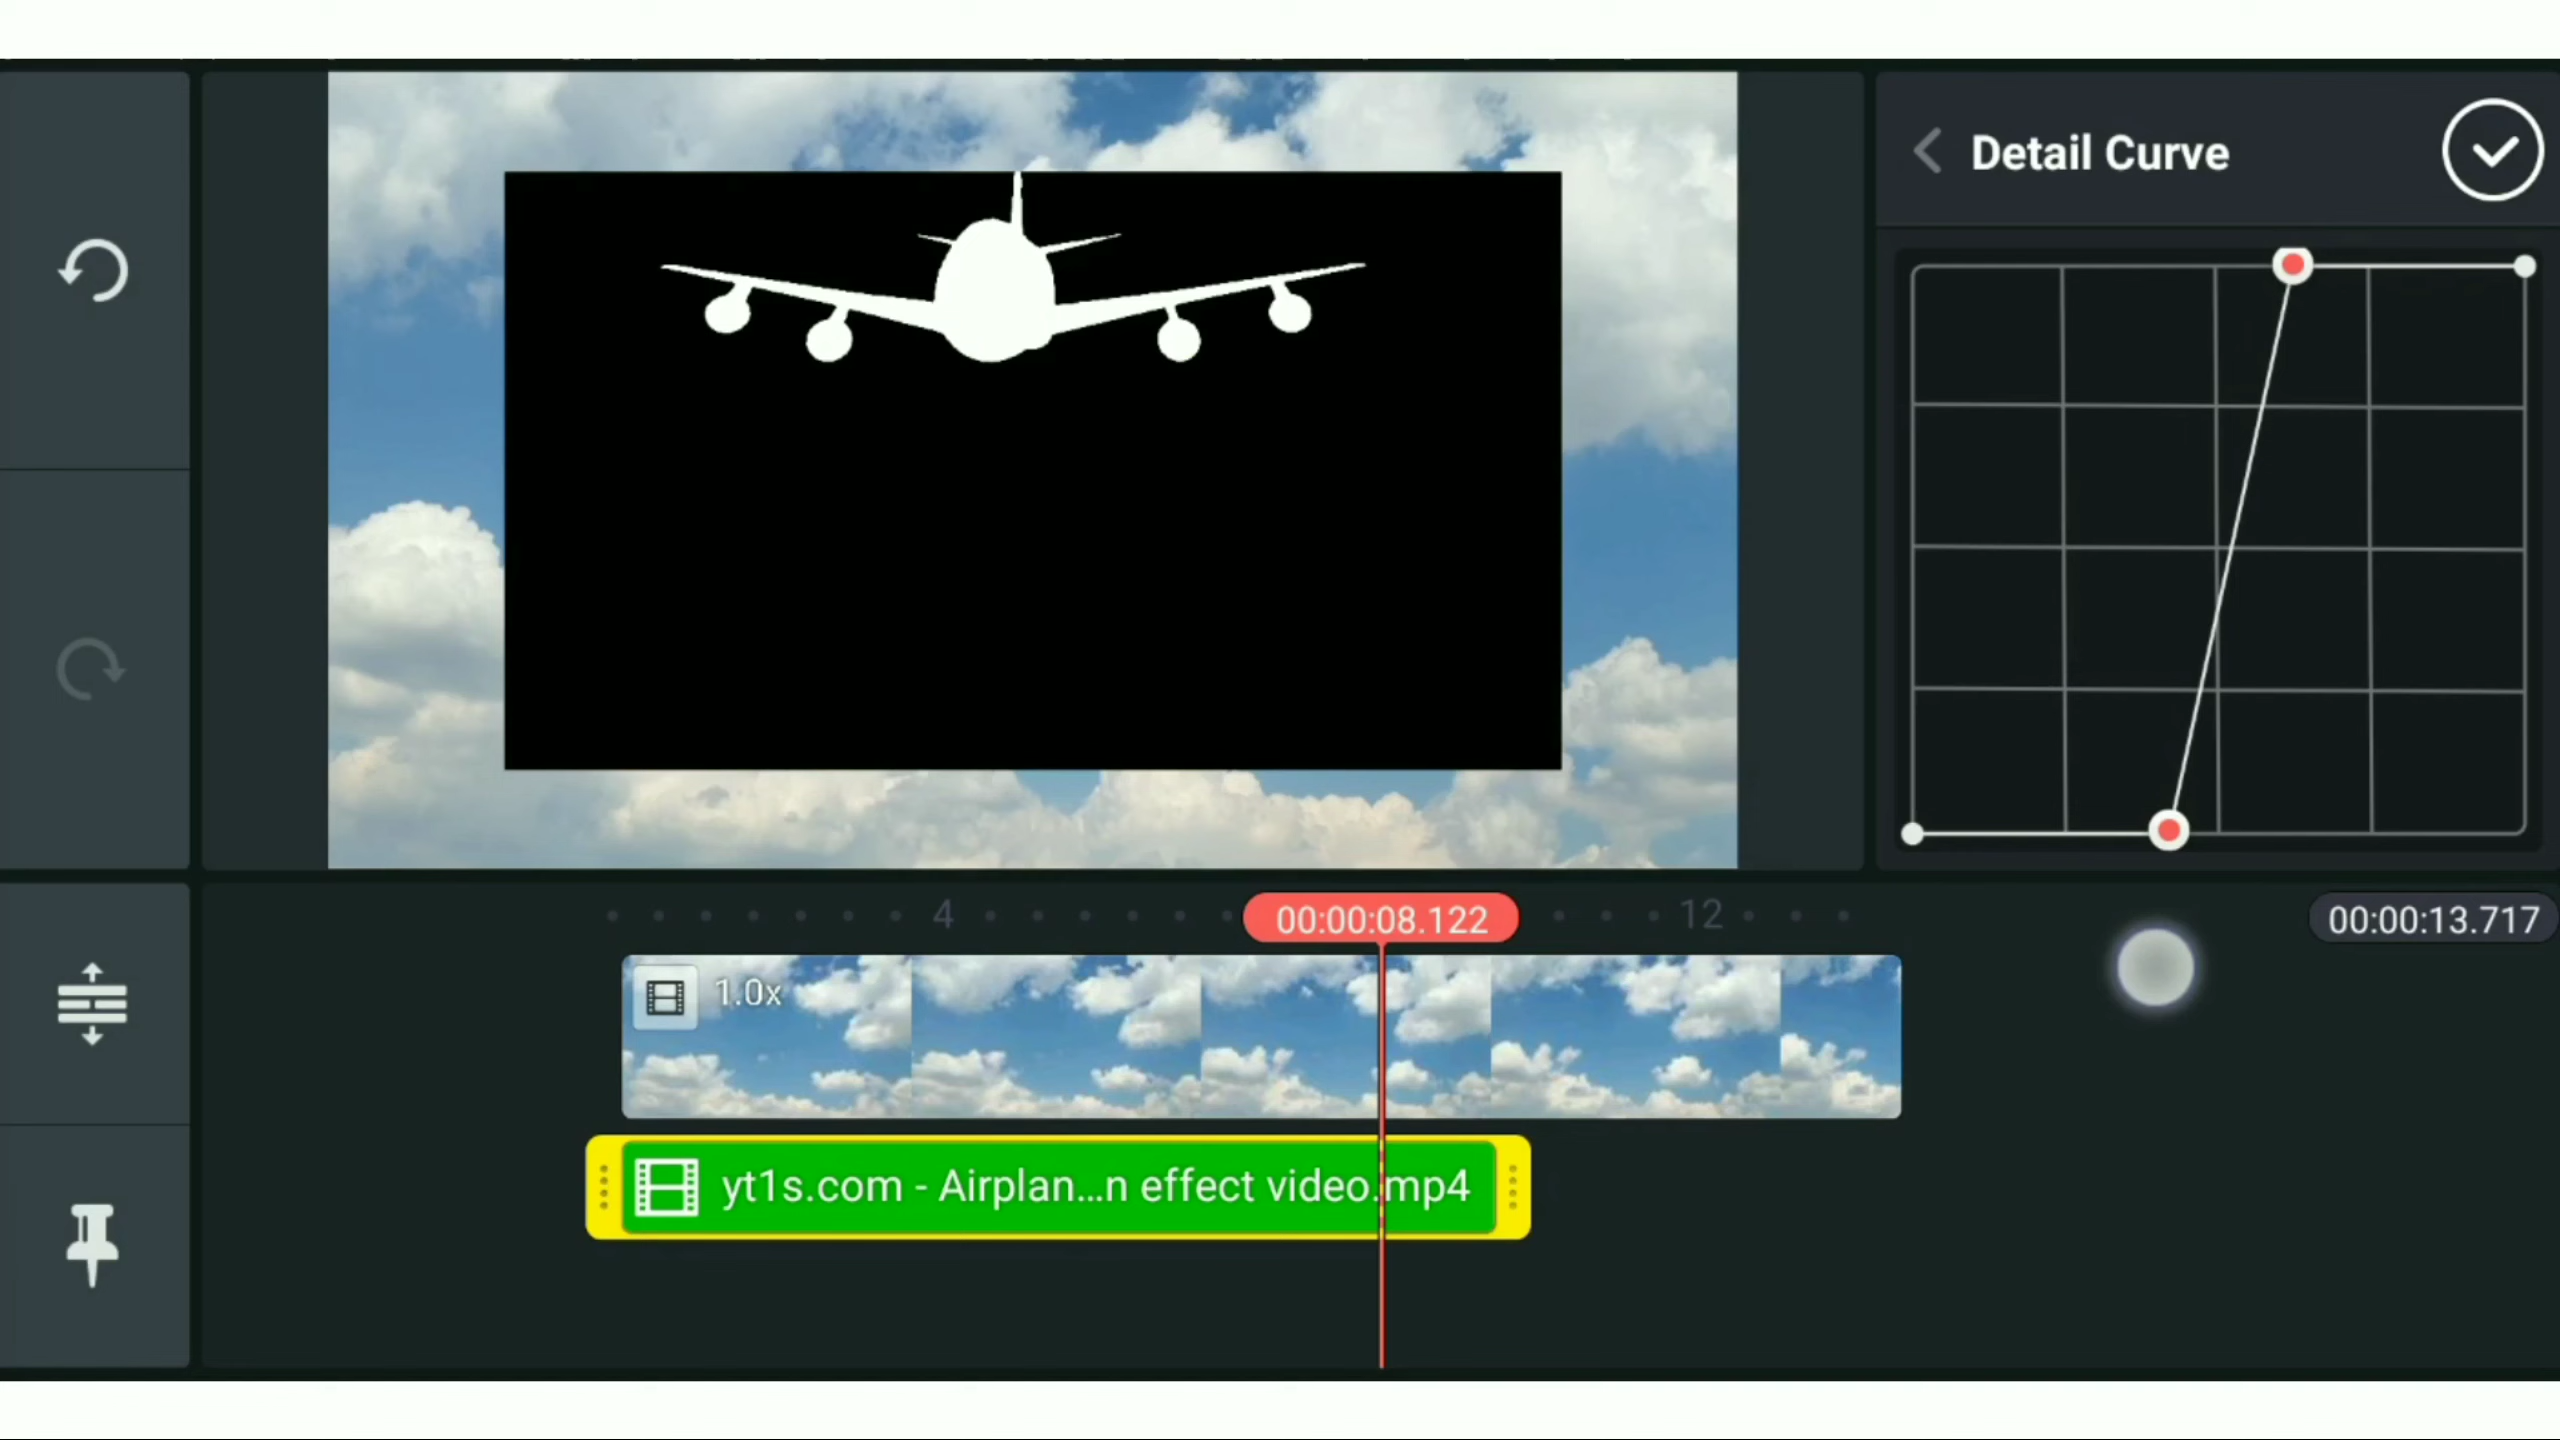 Detail Curve
4
00:00:08.122
12
00:00:13.717
1.0x
yt1s.com - Airplan...n effect video.mp4